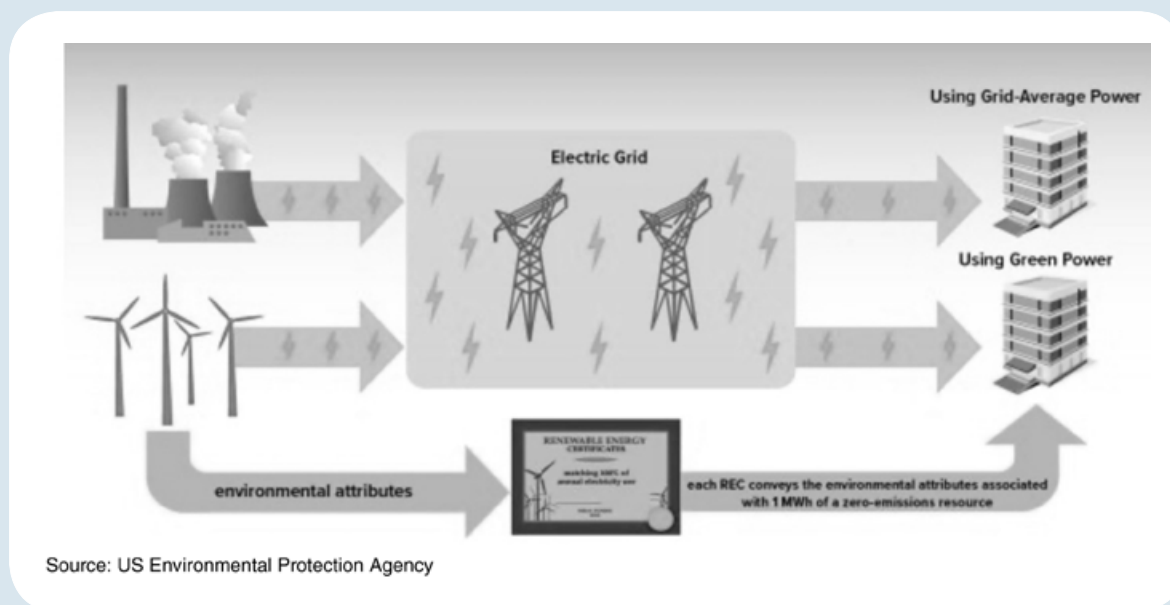 Using Grid-Average Power
Electric Grid
Using Green Power
RENEWABLE ENERGY
CERTIFICATES
matching 100% of
annual electricity use
environmental attributes
each REC conveys the environmental attributes associated
with 1 MWh of a zero-emissions resource
Source: US Environmental Protection Agency